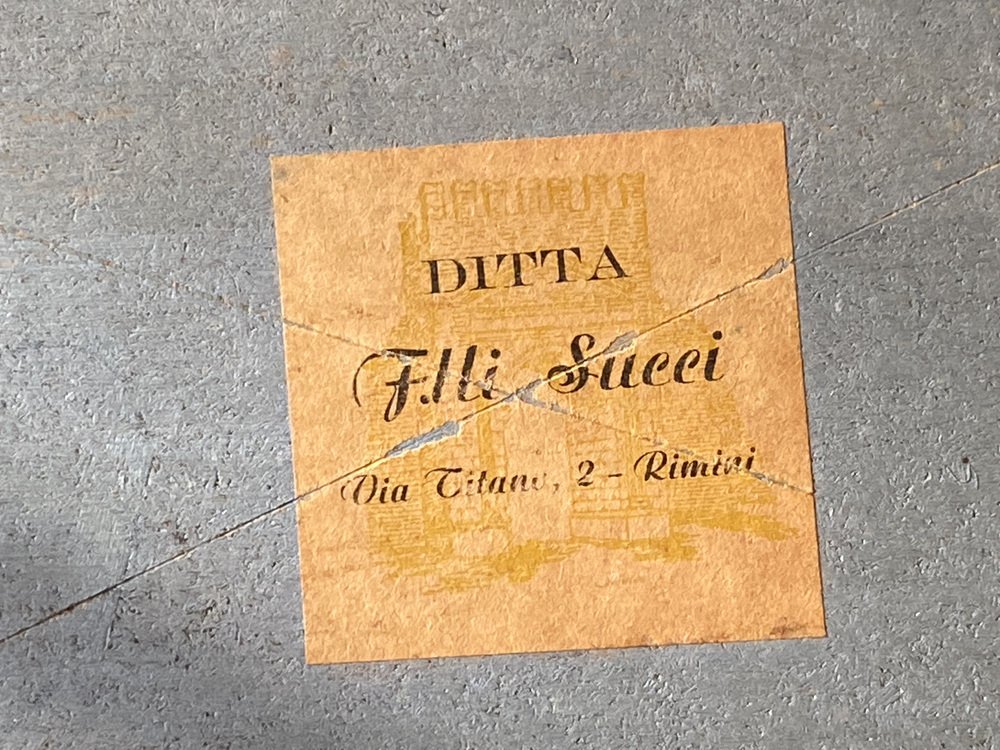 DITTA
F.lli Succi
Via Titano, 2 - Rimini